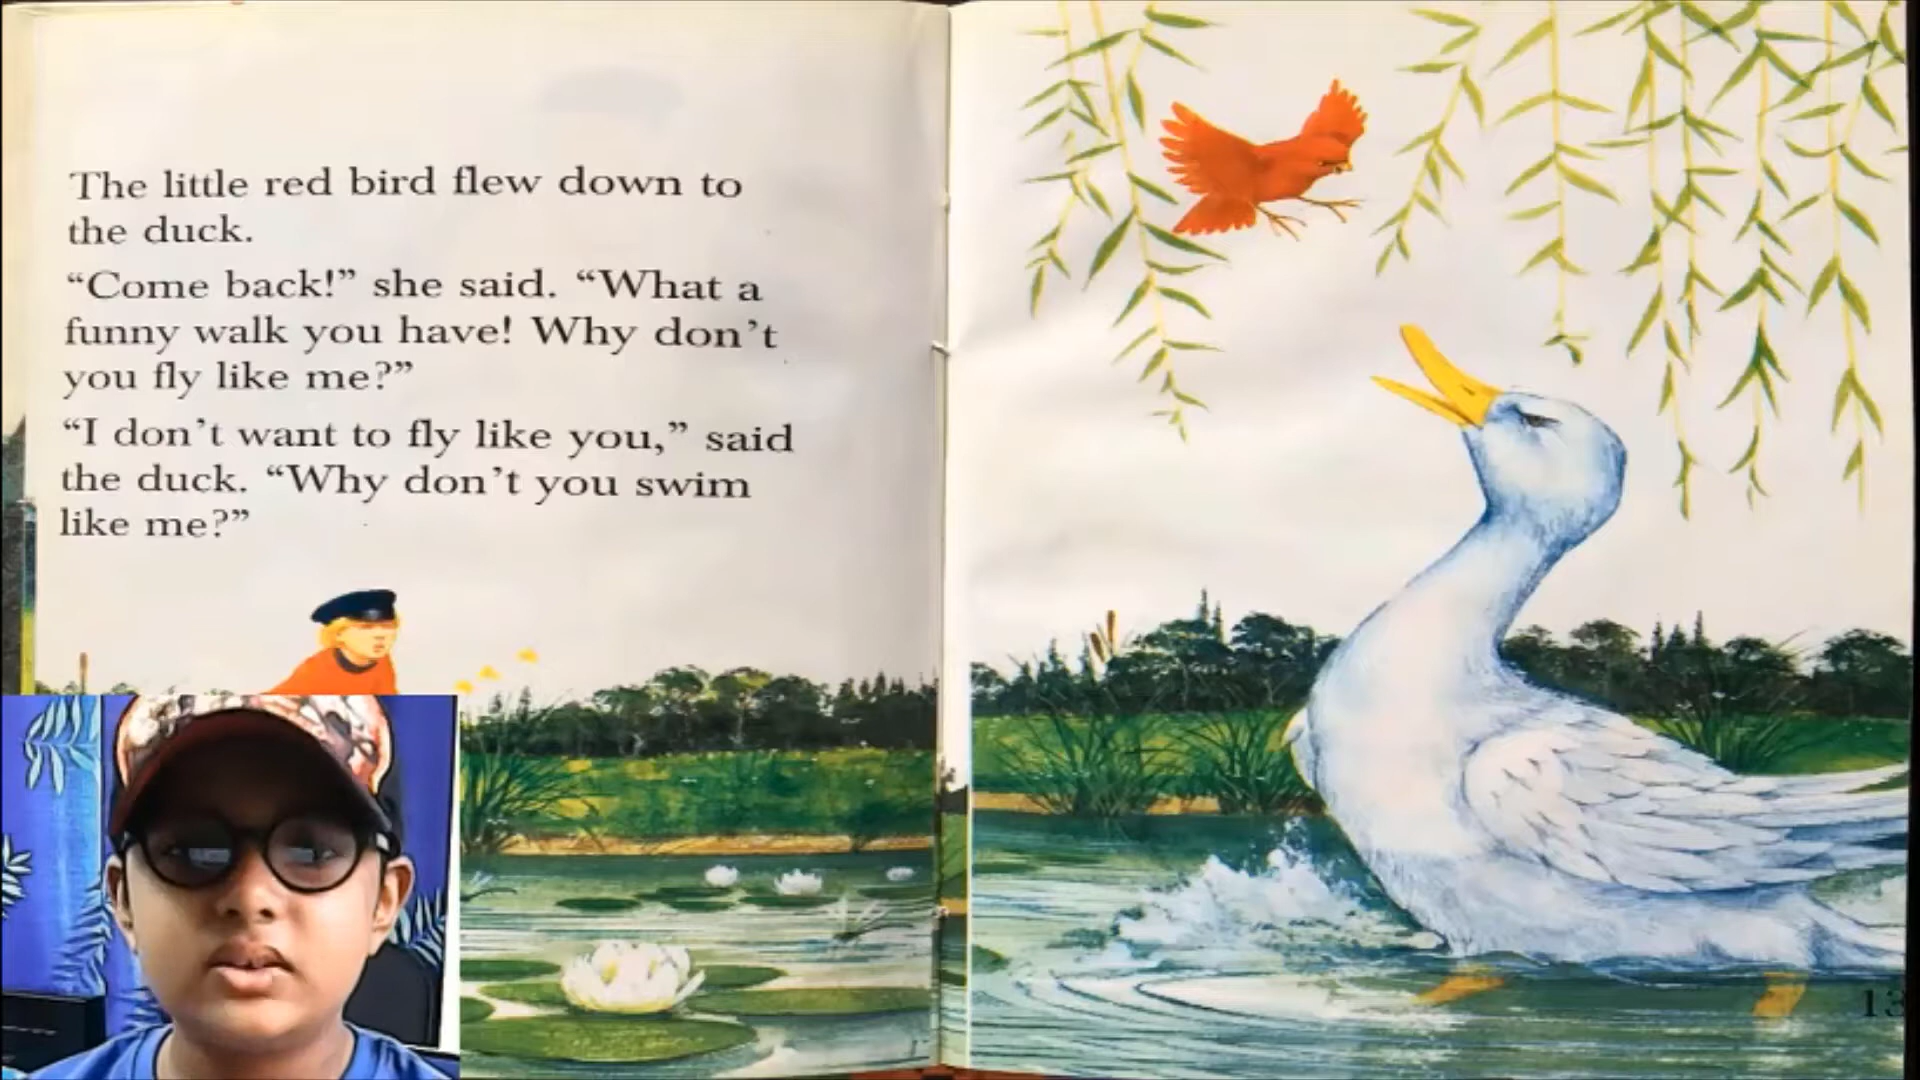 The little red bird flew down to
the duck.
“Come back!” she said. “What a
funny walk you have! Why don’t
you fly like me?”
“I don’t want to fly like you,” said
the duck. “Why don’t you swim
like me?”
13